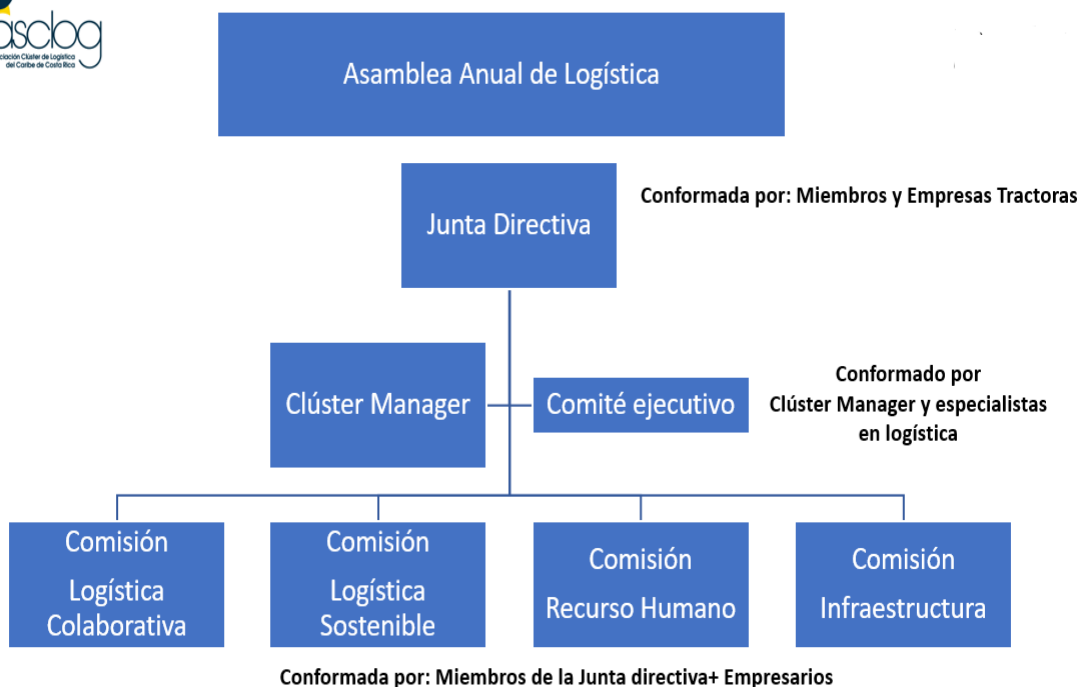 asclog
ociación Clúster de Logística
del Caribe de Costa Rica
Asamblea Anual de Logística
Junta Directiva
Conformada por: Miembros y Empresas Tractoras
Clúster Manager
Comité ejecutivo
Conformado por
Clúster Manager y especialistas
en logística
Comisión
Logística
Colaborativa
Comisión
Logística
Sostenible
Comisión
Recurso Humano
Comisión
Infraestructura
Conformada por: Miembros de la Junta directiva+ Empresarios